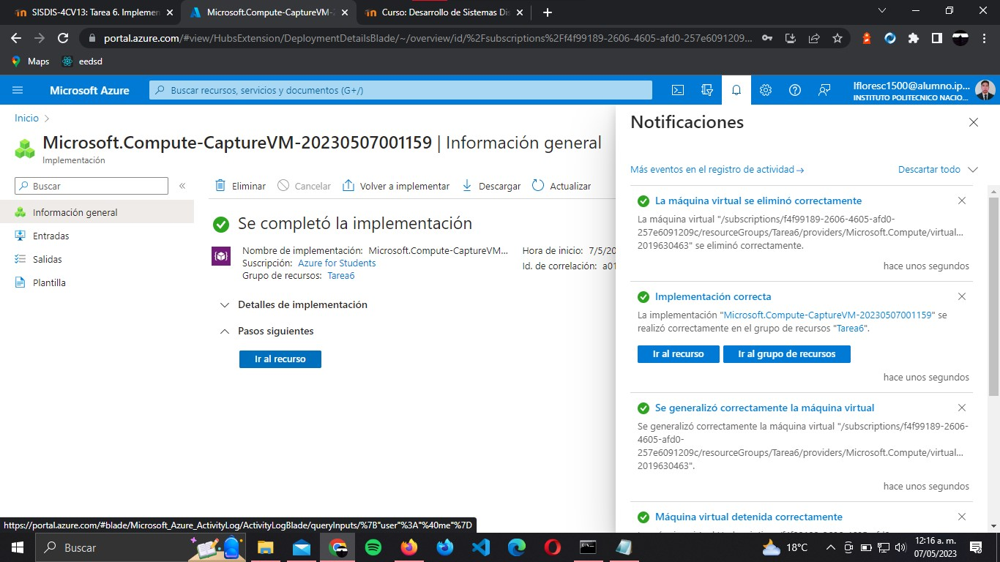 SISDIS-4CV13: Tarea 6. Implemen
Microsoft.Compute-CaptureVM-2
Curso: Desarrollo de Sistemas Dis
portal.azure.com/#view/HubsExtension/DeploymentDetailsBlade/~/overview/id/%2Fsubscriptions%2Ff4f99189-2606-4605-afd0-257e6091209...
Maps
eedsd
Microsoft Azure
Buscar recursos, servicios y documentos (G+/)
lfloresc1500@alumno.ip...
INSTITUTO POLITECNICO NACIO...
Inicio >
Microsoft.Compute-CaptureVM-20230507001159 | Información general
Implementación
Buscar
Información general
Entradas
Salidas
Plantilla
Eliminar Cancelar Volver a implementar Descargar Actualizar
Se completó la implementación
Nombre de implementación: Microsoft.Compute-CaptureVM...
Suscripción: Azure for Students
Grupo de recursos: Tarea6
Hora de inicio: 7/5/20
Id. de correlación: a01
Detalles de implementación
Pasos siguientes
Ir al recurso
Notificaciones
Más eventos en el registro de actividad →
Descartar todo
La máquina virtual se eliminó correctamente
La máquina virtual "/subscriptions/f4f99189-2606-4605-afd0-
257e6091209c/resourceGroups/Tarea6/providers/Microsoft.Compute/virtual...
2019630463" se eliminó correctamente.
hace unos segundos
Implementación correcta
La implementación "Microsoft.Compute-CaptureVM-20230507001159" se
realizó correctamente en el grupo de recursos "Tarea6".
Ir al recurso
Ir al grupo de recursos
hace unos segundos
Se generalizó correctamente la máquina virtual
Se generalizó correctamente la máquina virtual "/subscriptions/f4f99189-2606-
4605-afd0-
257e6091209c/resourceGroups/Tarea6/providers/Microsoft.Compute/virtual...
2019630463".
hace unos segundos
Máquina virtual detenida correctamente
https://portal.azure.com/#blade/Microsoft_Azure_ActivityLog/ActivityLogBlade/queryInputs/%7B"user"%3A"%40me"%7D
Buscar
18°C
12:16 a. m.
07/05/2023